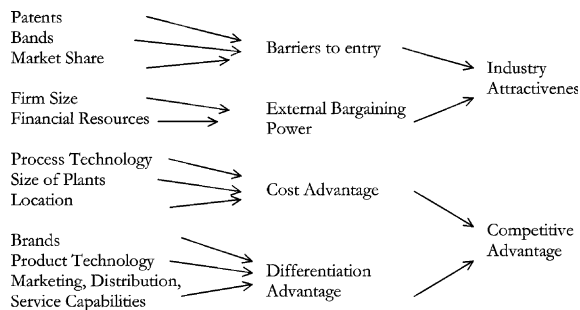 Patents
Bands
Market Share
Barriers to entry
Industry
Attractivenes
Firm Size
Financial Resources
External Bargaining
Power
Process Technology
Size of Plants
Location
Cost Advantage
Competitive
Advantage
Brands
Product Technology
Marketing, Distribution,
Service Capabilities
Differentiation
Advantage